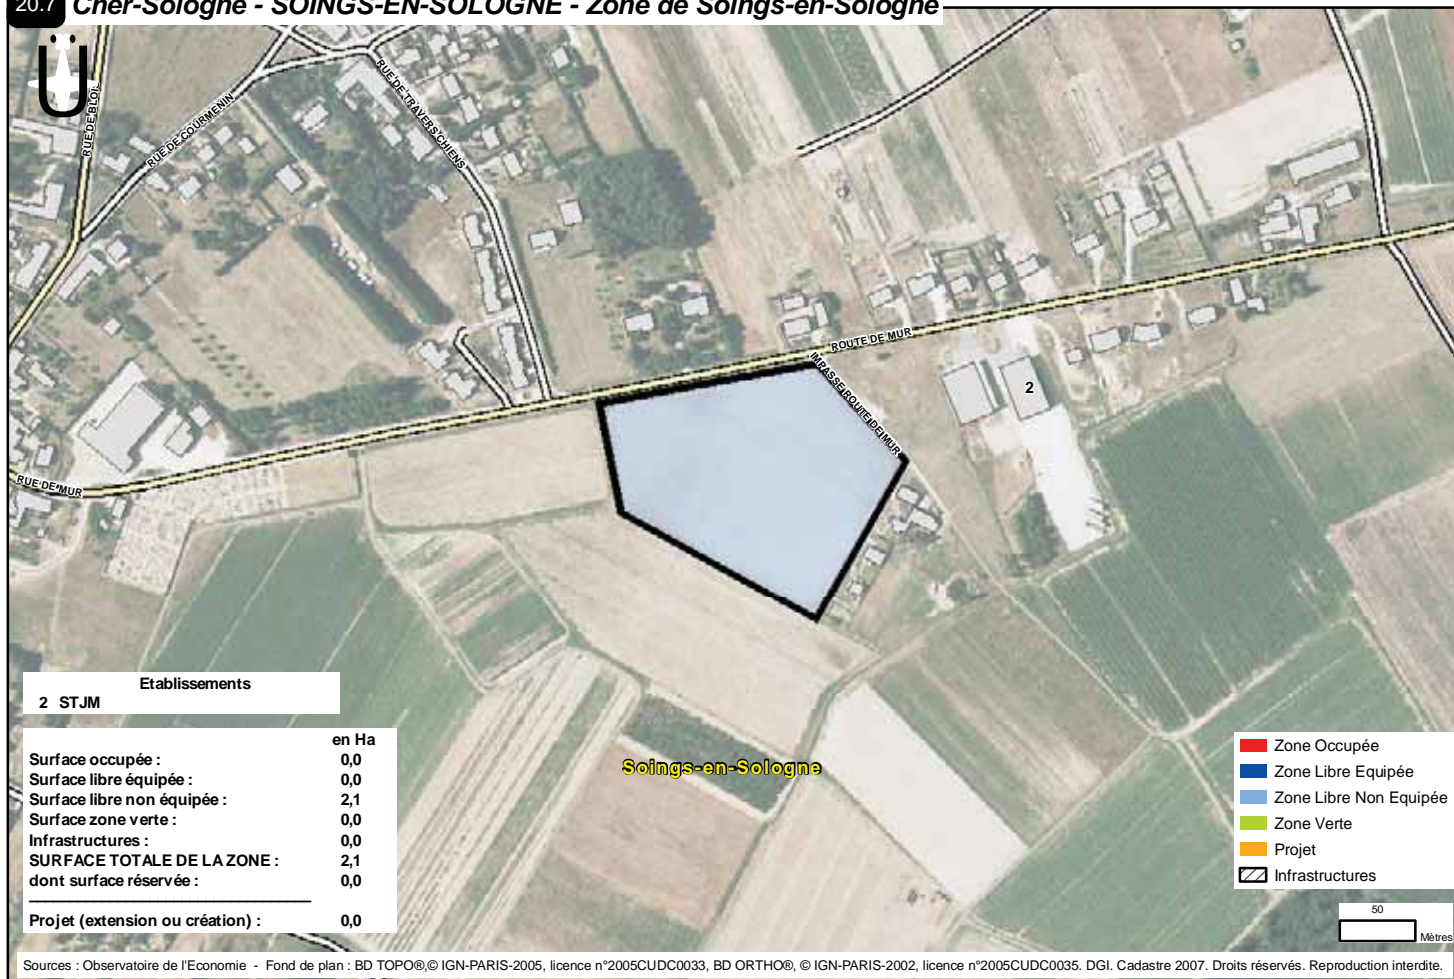 20.7 Cher-Sologne - SOINGS-EN-SOLOGNE - Zone de Soings-en-Sologne
Ü
RUE DE BLOI
RUE DE COURMENIN
RUE DE TRAVERS CHIENS
ROUTE DE MUR
IMPASSE ROUTE DE MUR
2
RUE DE MUR
Soings-en-Sologne
Etablissements
2 STJM
en Ha
Surface occupée : 0,0
Surface libre équipée : 0,0
Surface libre non équipée : 2,1
Surface zone verte : 0,0
Infrastructures : 0,0
SURFACE TOTALE DE LA ZONE : 2,1
dont surface réservée : 0,0
Projet (extension ou création) : 0,0
Zone Occupée
Zone Libre Equipée
Zone Libre Non Equipée
Zone Verte
Projet
Infrastructures
50
Mètres
Sources : Observatoire de l'Economie - Fond de plan : BD TOPO®,© IGN-PARIS-2005, licence n°2005CUDC0033, BD ORTHO®, © IGN-PARIS-2002, licence n°2005CUDC0035. DGI. Cadastre 2007. Droits réservés. Reproduction interdite.